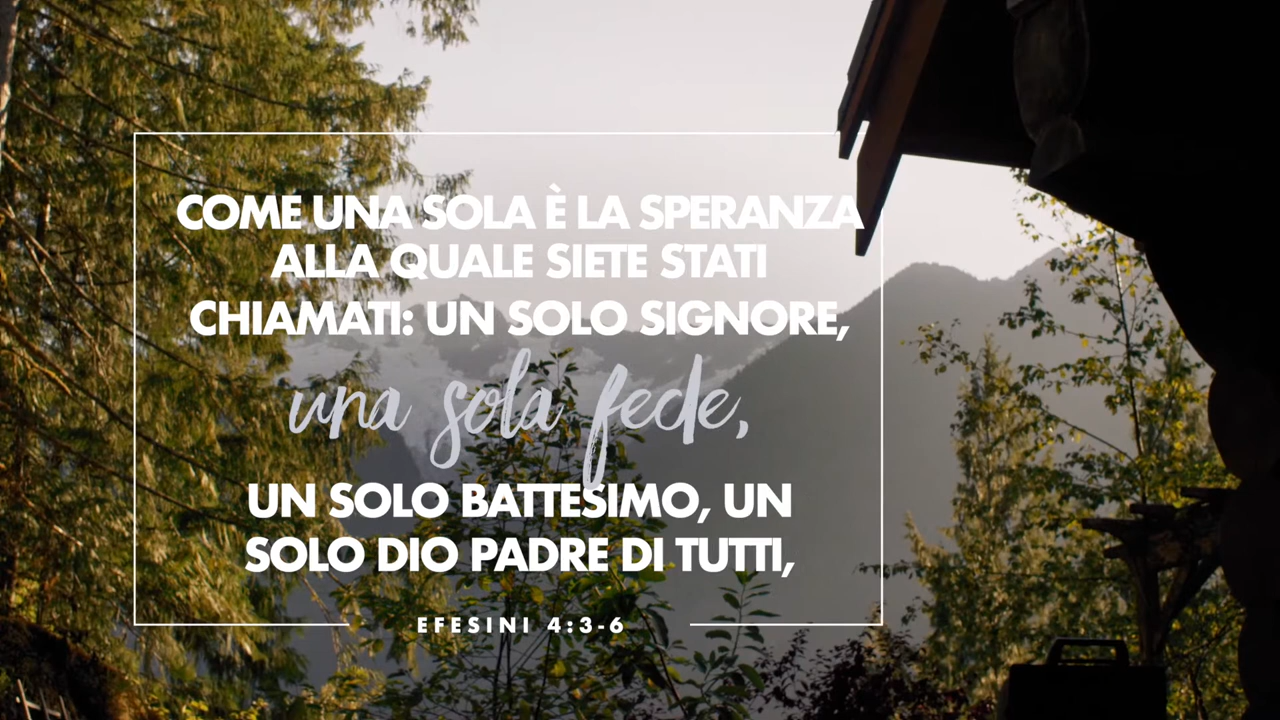 COME UNA SOLA È LA SPERANZA
ALLA QUALE SIETE STATI
CHIAMATI: UN SOLO SIGNORE,
una sola fede,
UN SOLO BATTESIMO, UN
SOLO DIO PADRE DI TUTTI,
EFESINI 4:3-6